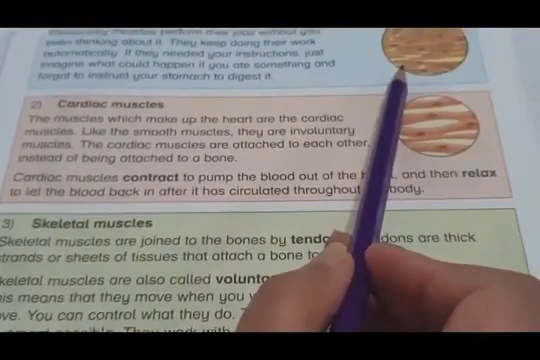 muscles perform their jobs without you
even thinking about it. They keep doing their work
automatically. If they needed your instructions, just
imagine what could happen if you ate something and
forgot to instruct your stomach to digest it.
2) Cardiac muscles
The muscles which make up the heart are the cardiac
muscles. Like the smooth muscles, they are involuntary
muscles. The cardiac muscles are attached to each other,
instead of being attached to a bone.
Cardiac muscles contract to pump the blood out of the , and then relax
to let the blood back in after it has circulated throughout body.
3) Skeletal muscles
Skeletal muscles are joined to the bones by tendo dons are thick
strands or sheets of tissues that attach a bone to
keletal muscles are also called volunta
is means that they move when you
ve. You can control what they do.
They work with